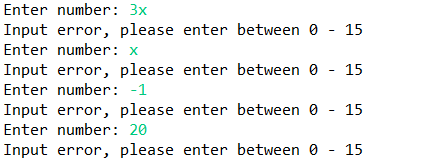 Enter number: 3x
Input error, please enter between 0 - 15
Enter number: x
Input error, please enter between 0 - 15
Enter number: -1
Input error, please enter between 0 - 15
Enter number: 20
Input error, please enter between 0 - 15